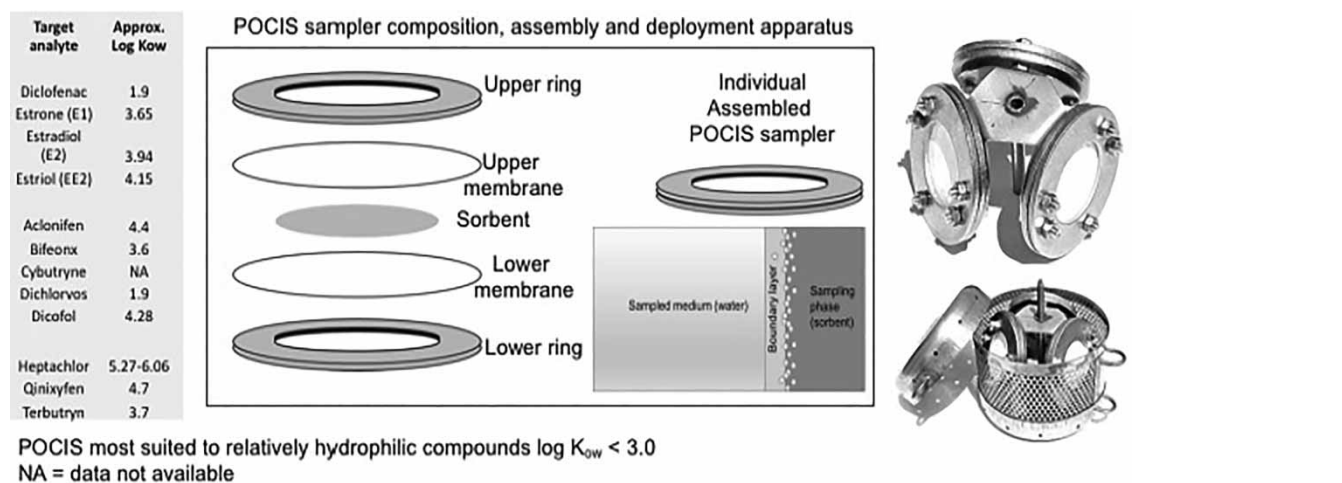 POCIS sampler composition, assembly and deployment apparatus
Target analyte Approx. Log Kow
Diclofenac 1.9
Estrone (E1) 3.65
Estradiol (E2) 3.94
Estriol (EE2) 4.15
Aclonifen 4.4
Bifeonx 3.6
Cybutryne NA
Dichlorvos 1.9
Dicofol 4.28
Heptachlor 5.27-6.06
Qinixyfen 4.7
Terbutryn 3.7
Upper ring
Upper
membrane
Sorbent
Lower
membrane
Lower ring
Individual
Assembled
POCIS sampler
Sampled medium (water)
Boundary layer
Sampling
phase
(sorbent)
POCIS most suited to relatively hydrophilic compounds log Kow < 3.0
NA = data not available